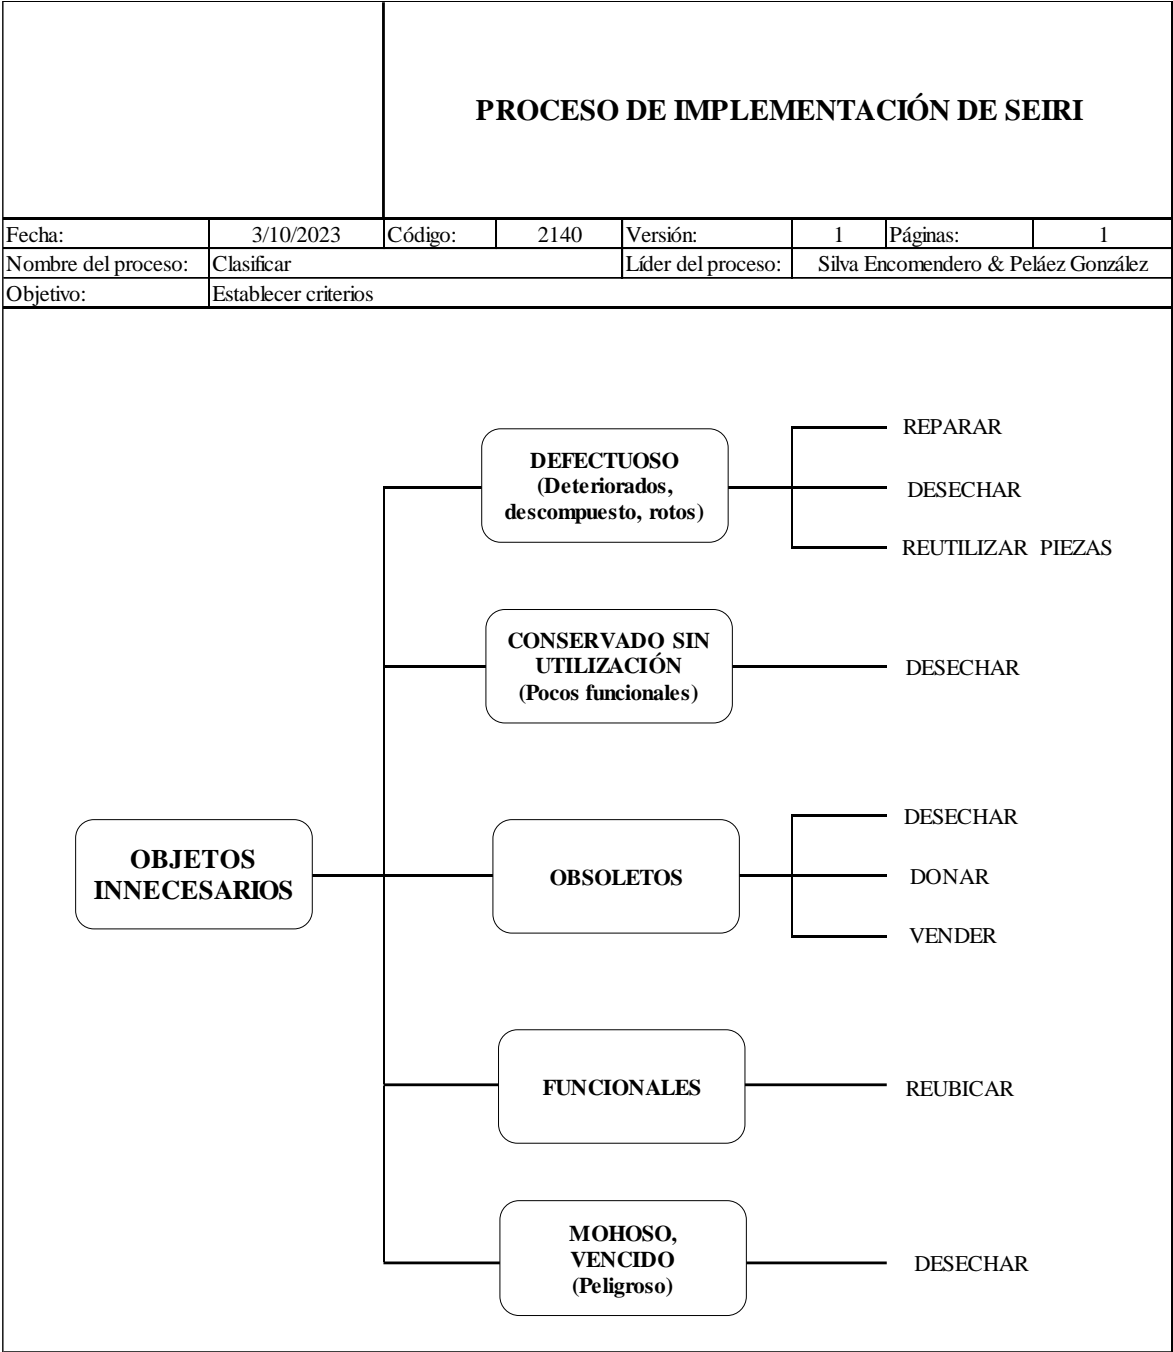 PROCESO DE IMPLEMENTACIÓN DE SEIRI
Fecha: 3/10/2023 Código: 2140 Versión: 1 Páginas: 1
Nombre del proceso: Clasificar Líder del proceso: Silva Encomendero & Peláez González
Objetivo: Establecer criterios
OBJETOS
INNECESARIOS
DEFECTUOSO
(Deteriorados,
descompuesto, rotos)
REPARAR
DESECHAR
REUTILIZAR PIEZAS
CONSERVADO SIN
UTILIZACIÓN
(Pocos funcionales)
DESECHAR
OBSOLETOS
DESECHAR
DONAR
VENDER
FUNCIONALES
REUBICAR
MOHOSO,
VENCIDO
(Peligroso)
DESECHAR